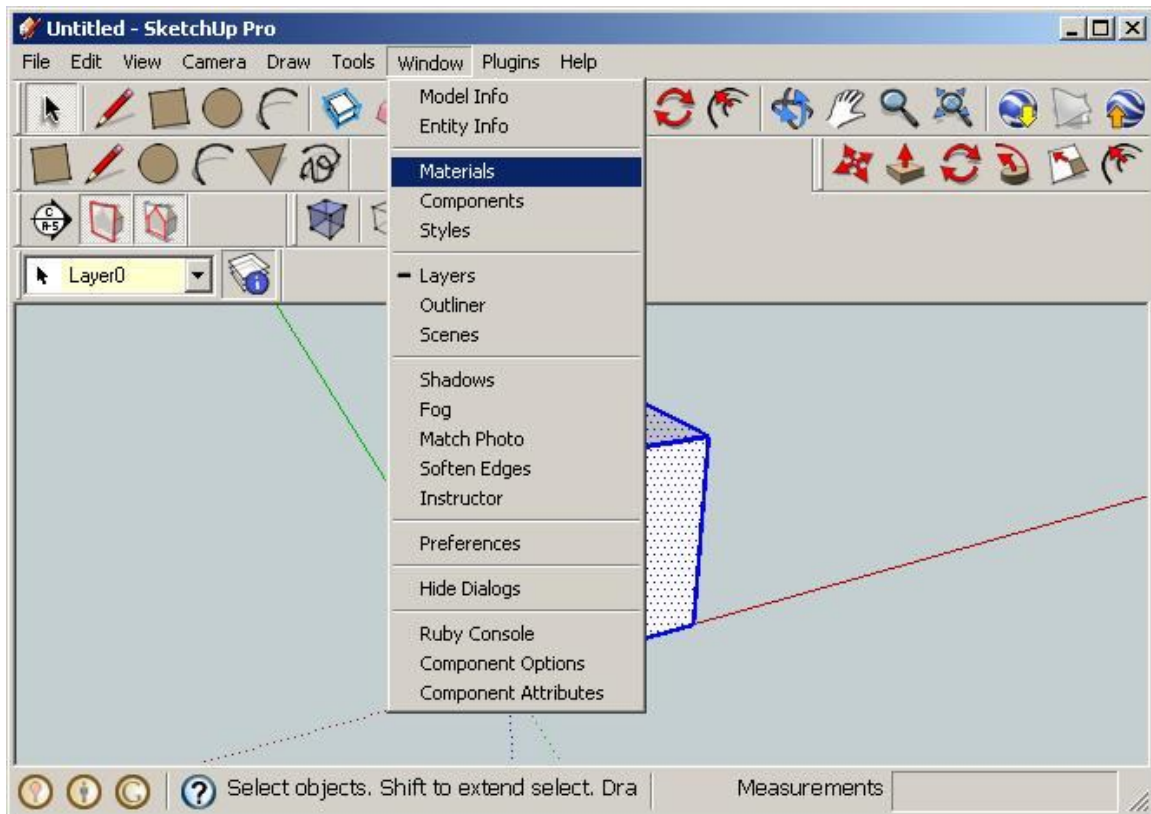 Untitled - SketchUp Pro
File Edit View Camera Draw Tools Window Plugins Help
Model Info
Entity Info
Materials
Components
Styles
C
A-5
Layer0
Layers
Outliner
Scenes
Shadows
Fog
Match Photo
Soften Edges
Instructor
Preferences
Hide Dialogs
Ruby Console
Component Options
Component Attributes
Select objects. Shift to extend select. Dra
Measurements